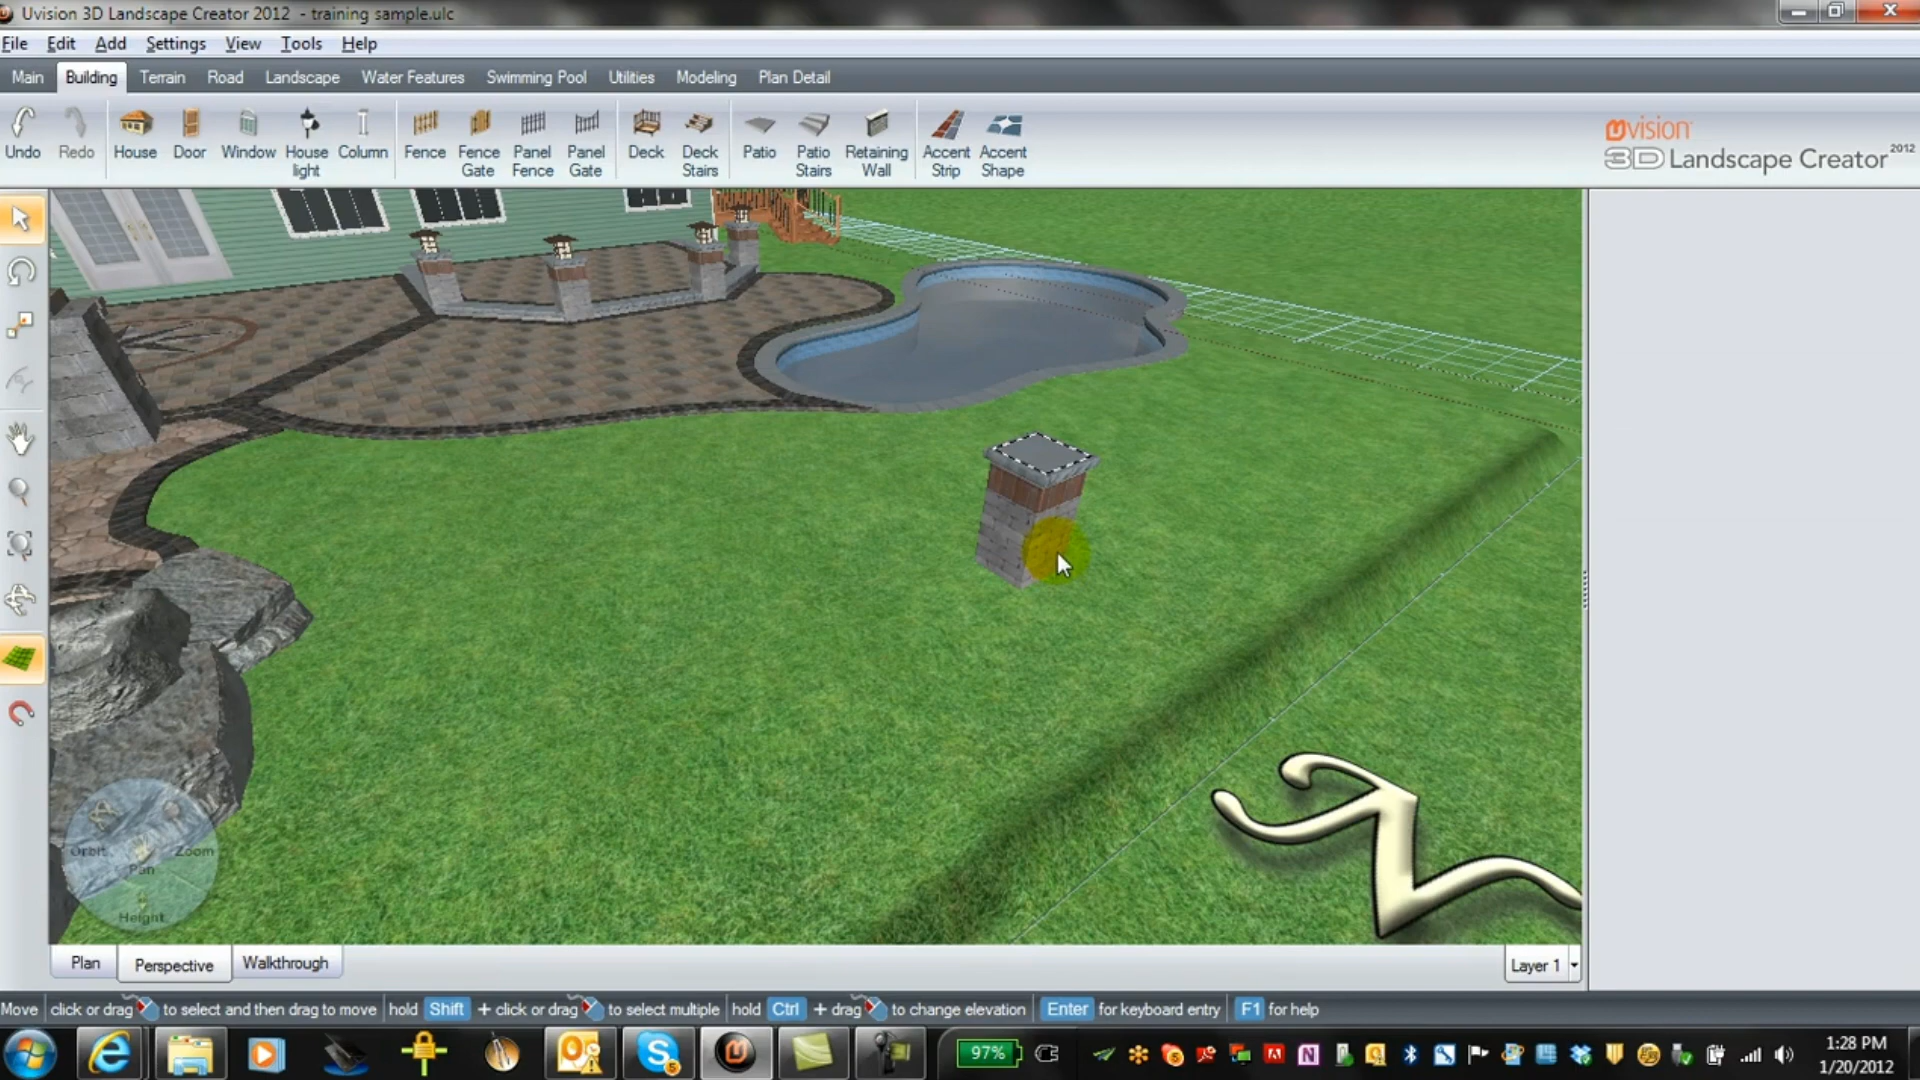 Uvision 3D Landscape Creator 2012 - training sample.ulc
File Edit Add Settings View Tools Help
Main Building Terrain Road Landscape Water Features Swimming Pool Utilities Modeling Plan Detail
Undo Redo House Door Window House light Column Fence Fence Gate Panel Fence Panel Gate Deck Deck Stairs Patio Patio Stairs Retaining Wall Accent Strip Accent Shape
uvision
3D Landscape Creator 2012
Orbit Zoom
Pan
Height
Plan Perspective Walkthrough Layer 1
Move click or drag to select and then drag to move hold Shift + click or drag to select multiple hold Ctrl + drag to change elevation Enter for keyboard entry F1 for help
97% 1:28 PM
1/20/2012